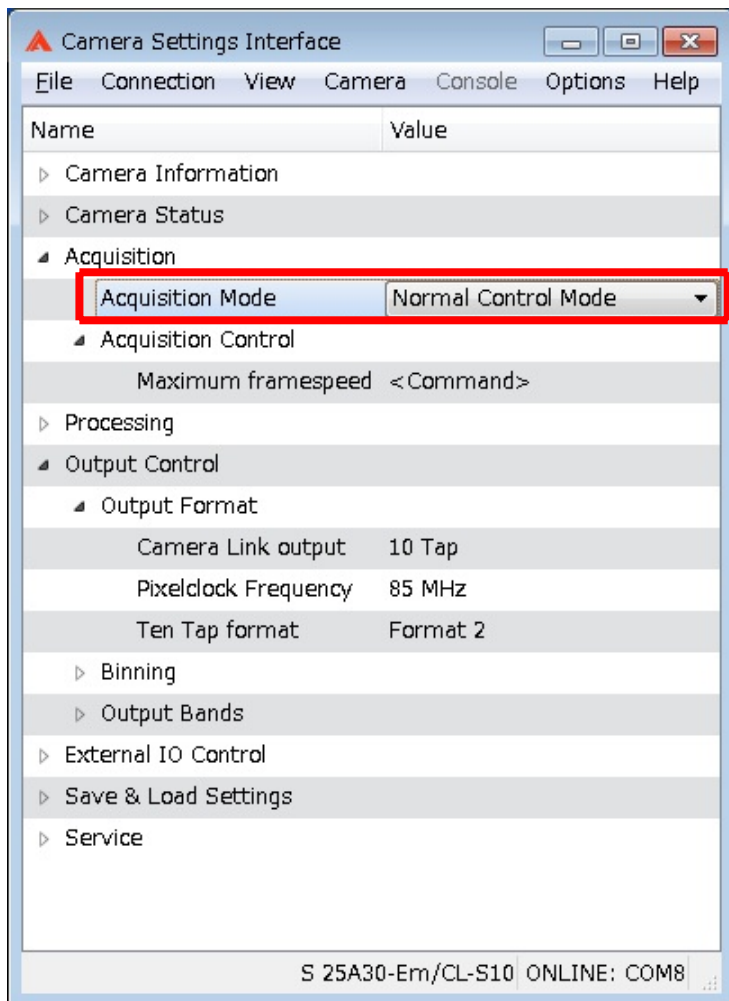 Camera Settings Interface
File Connection View Camera Console Options Help
Name Value
Camera Information
Camera Status
Acquisition
Acquisition Mode Normal Control Mode
Acquisition Control
Maximum framespeed <Command>
Processing
Output Control
Output Format
Camera Link output 10 Tap
Pixelclock Frequency 85 MHz
Ten Tap format Format 2
Binning
Output Bands
External IO Control
Save & Load Settings
Service
S 25A30-Em/CL-S10 ONLINE: COM8